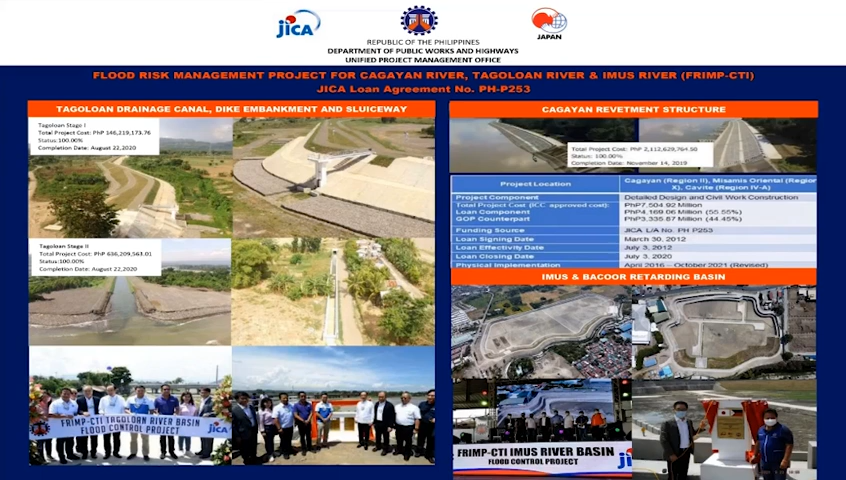 JICA
JAPAN
REPUBLIC OF THE PHILIPPINES
DEPARTMENT OF PUBLIC WORKS AND HIGHWAYS
UNIFIED PROJECT MANAGEMENT OFFICE
FLOOD RISK MANAGEMENT PROJECT FOR CAGAYAN RIVER, TAGOLOAN RIVER & IMUS RIVER (FRIMP-CTI)
JICA Loan Agreement No. PH-P253
TAGOLOAN DRAINAGE CANAL, DIKE EMBANKMENT AND SLUICEWAY
Tagoloan Stage I
Total Project Cost: PhP 146,219,173.76
Status:100.00%
Completion Date: August 22,2020
Tagoloan Stage II
Total Project Cost: PhP 636,209,563.01
Status:100.00%
Completion Date: August 22,2020
FRIMP-CTI TAGOLOAN RIVER BASIN
FLOOD CONTROL PROJECT
JICA
CAGAYAN REVETMENT STRUCTURE
Total Project Cost: PhP 2,112,629,764.50
Status: 100.00%
Completion Date: November 14, 2019
Project Location Cagayan (Region II), Misamis Oriental (Region X), Cavite (Region IV-A)
Project Component Detailed Design and Civil Work Construction
Total Project Cost (ICC approved cost): PhP7,504.92 Million
Loan Component PhP4,169.06 Million (55.55%)
GOP Counterpart PhP3,335.87 Million (44.45%)
Funding Source JICA L/A No. PH P253
Loan Signing Date March 30, 2012
Loan Effectivity Date July 3, 2012
Loan Closing Date July 3, 2020
Physical Implementation April 2016 – October 2021 (Revised)
IMUS & BACOOR RETARDING BASIN
FRIMP-CTI IMUS RIVER BASIN
FLOOD CONTROL PROJECT